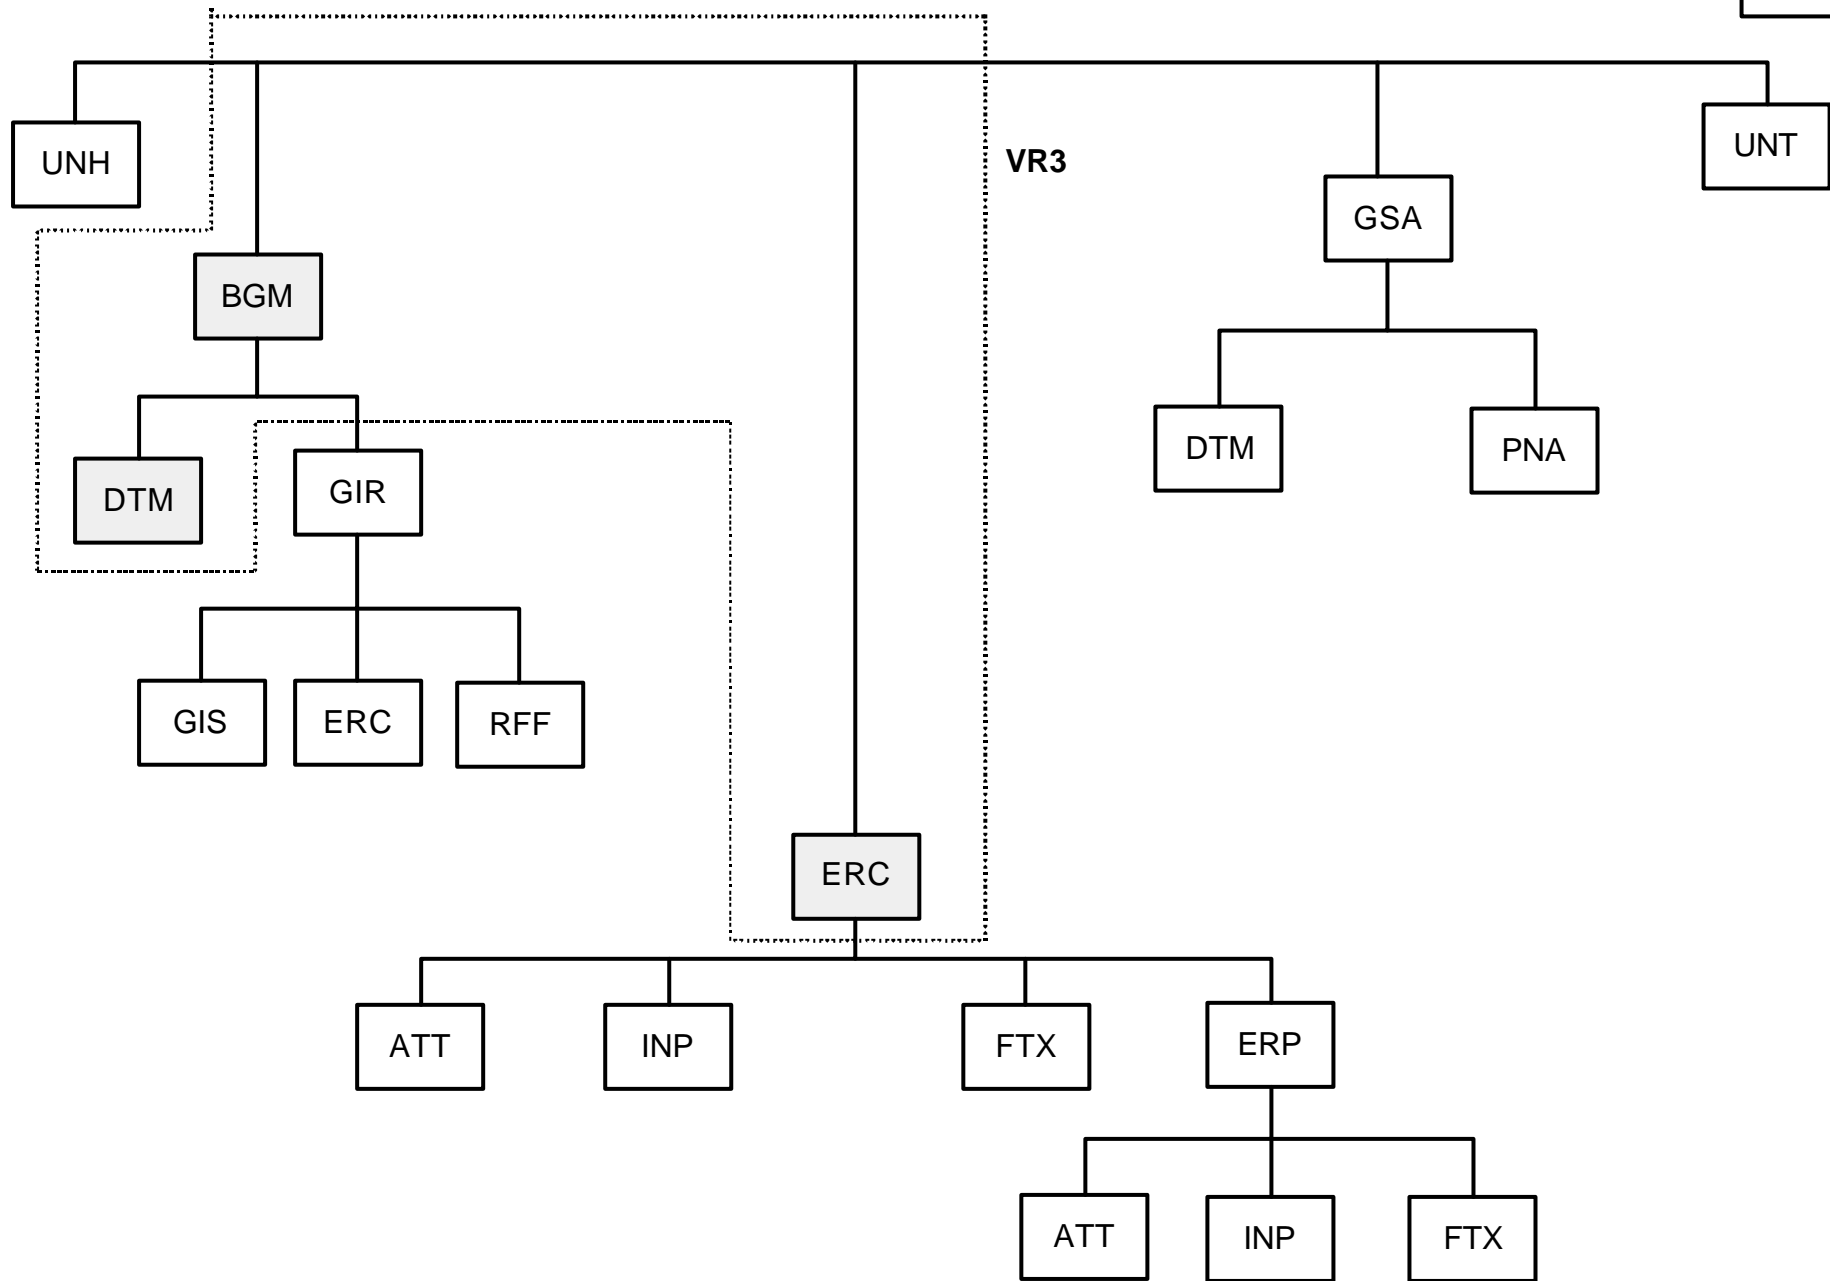 UNH
VR3
UNT
GSA
BGM
DTM
PNA
DTM
GIR
GIS
ERC
RFF
ERC
ATT
INP
FTX
ERP
ATT
INP
FTX